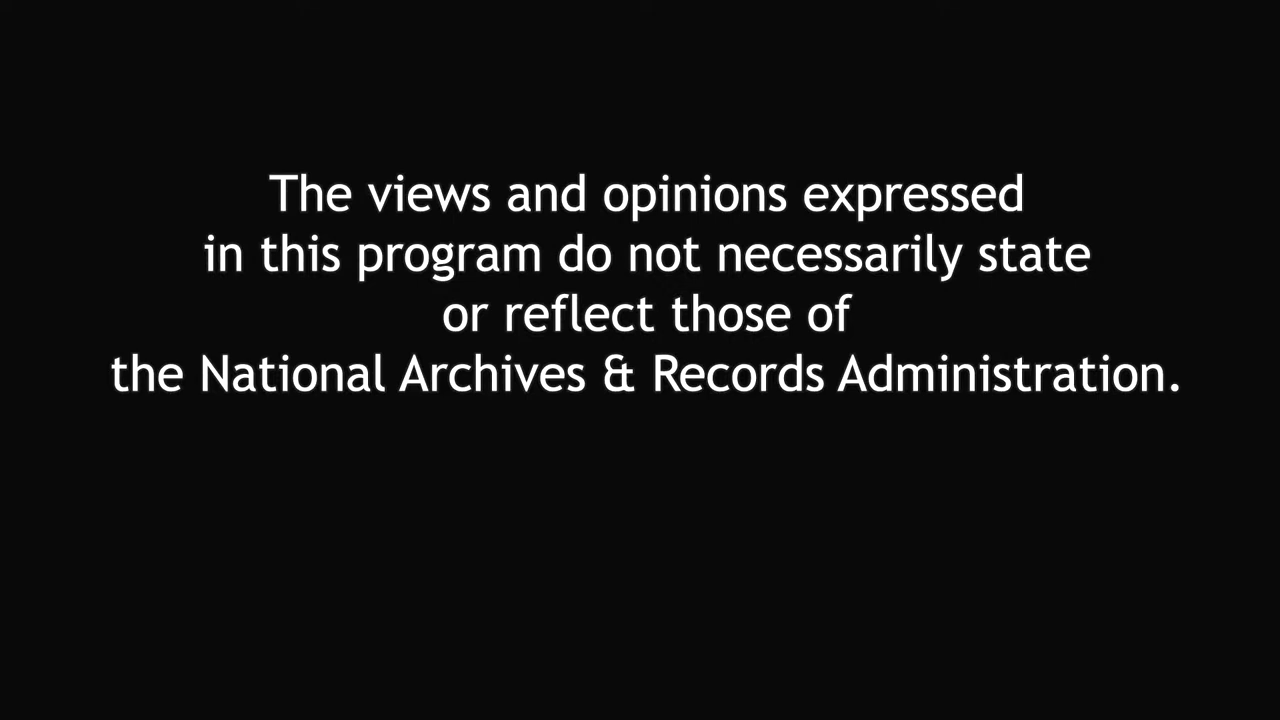 The views and opinions expressed
in this program do not necessarily state
or reflect those of
the National Archives & Records Administration.